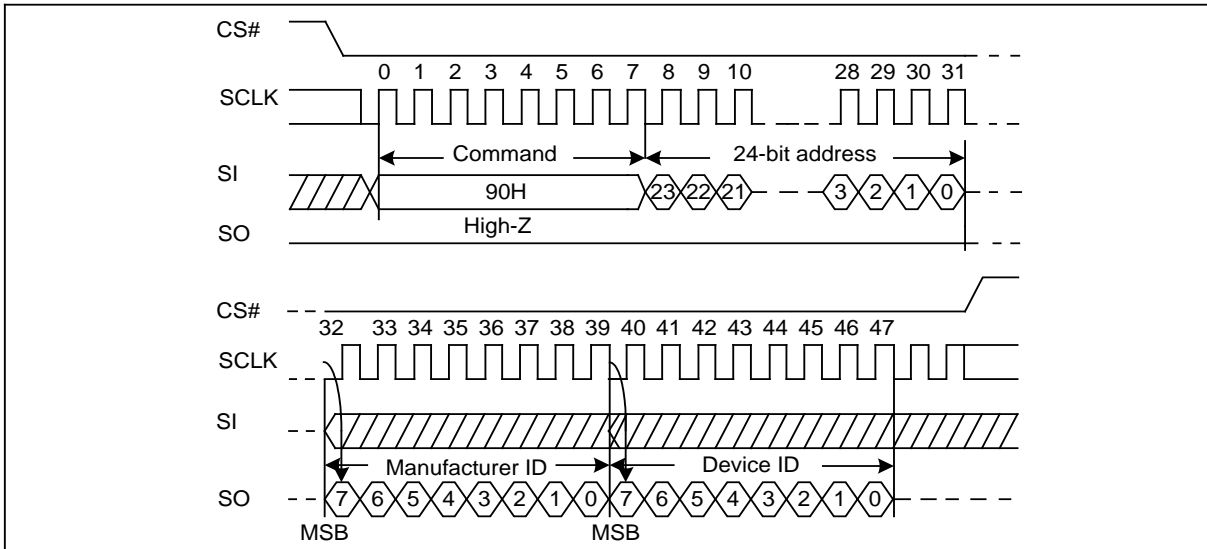 CS#
0 1 2 3 4 5 6 7 8 9 10 28 29 30 31
SCLK
Command 24-bit address
SI
90H 23 22 21 3 2 1 0
High-Z
SO
CS#
32 33 34 35 36 37 38 39 40 41 42 43 44 45 46 47
SCLK
SI
Manufacturer ID Device ID
SO 7 6 5 4 3 2 1 0 7 6 5 4 3 2 1 0
MSB MSB